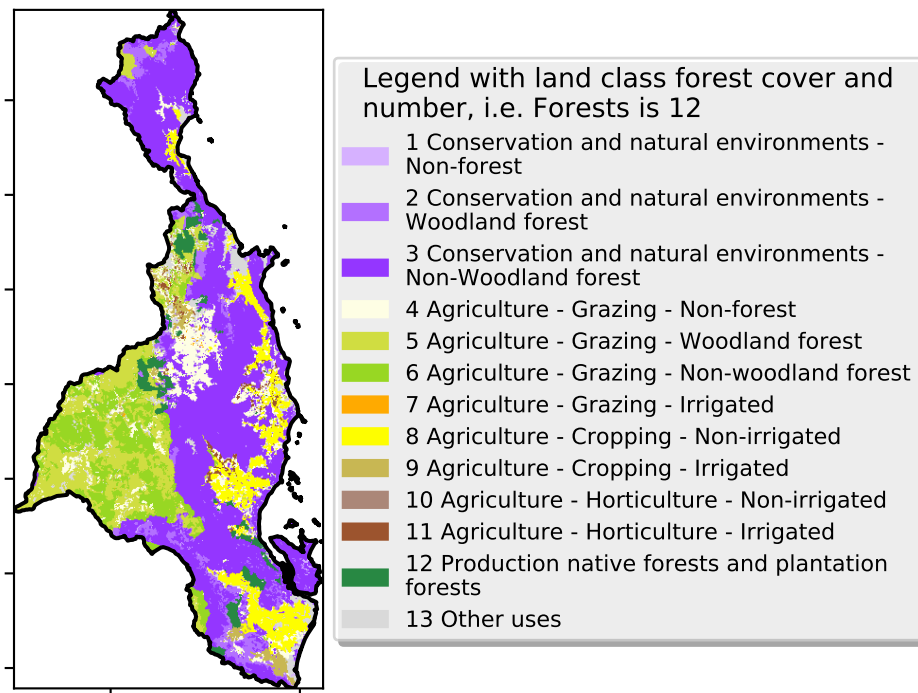 Legend with land class forest cover and
number, i.e. Forests is 12
1 Conservation and natural environments -
Non-forest
2 Conservation and natural environments -
Woodland forest
3 Conservation and natural environments -
Non-Woodland forest
4 Agriculture - Grazing - Non-forest
5 Agriculture - Grazing - Woodland forest
6 Agriculture - Grazing - Non-woodland forest
7 Agriculture - Grazing - Irrigated
8 Agriculture - Cropping - Non-irrigated
9 Agriculture - Cropping - Irrigated
10 Agriculture - Horticulture - Non-irrigated
11 Agriculture - Horticulture - Irrigated
12 Production native forests and plantation
forests
13 Other uses